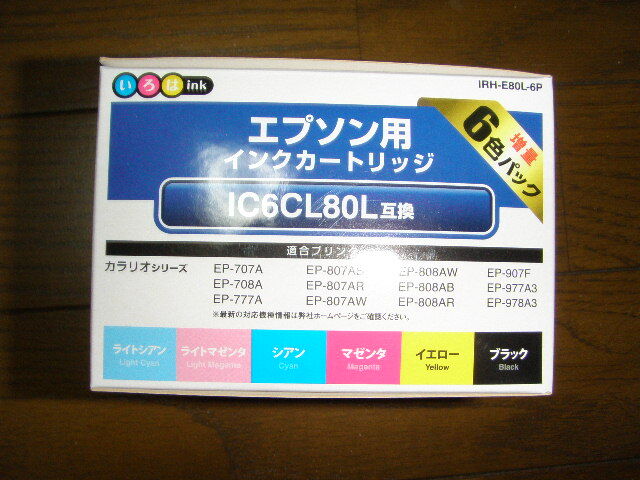 いろは ink
IRH-E80L-6P
エプソン用
インクカートリッジ
増量
6色パック
IC6CL80L互換
適合プリン
カラリオシリーズ
EP-707A EP-807AB EP-808AW EP-907F
EP-708A EP-807AR EP-808AB EP-977A3
EP-777A EP-807AW EP-808AR EP-978A3
※最新の対応機種情報は弊社ホームページをご確認ください。
ライトシアン ライトマゼンタ シアン マゼンタ イエロー ブラック
Light Cyan Light Magenta Cyan Magenta Yellow Black